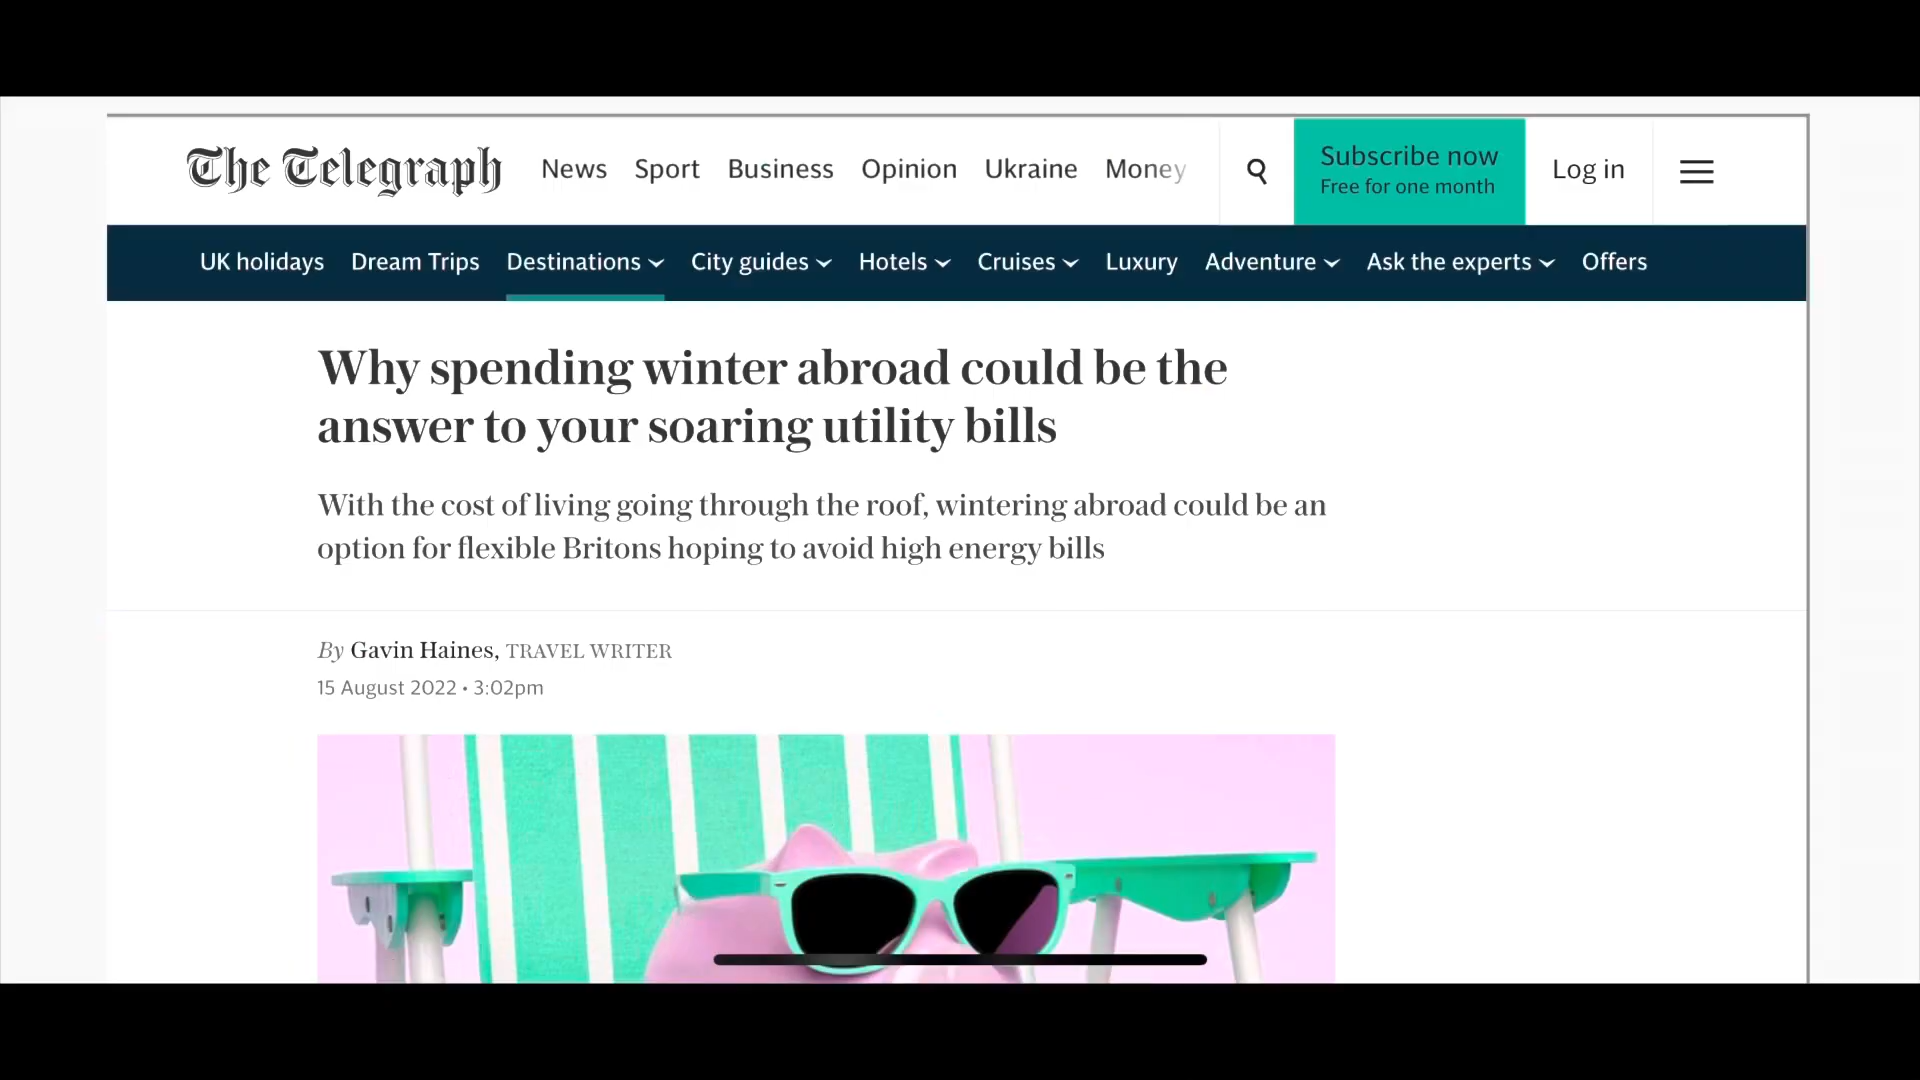 The Telegraph
News Sport Business Opinion Ukraine Money
Subscribe now
Free for one month
Log in
UK holidays Dream Trips Destinations City guides Hotels Cruises Luxury Adventure Ask the experts Offers
Why spending winter abroad could be the
answer to your soaring utility bills
With the cost of living going through the roof, wintering abroad could be an
option for flexible Britons hoping to avoid high energy bills
By Gavin Haines, TRAVEL WRITER
15 August 2022 • 3:02pm